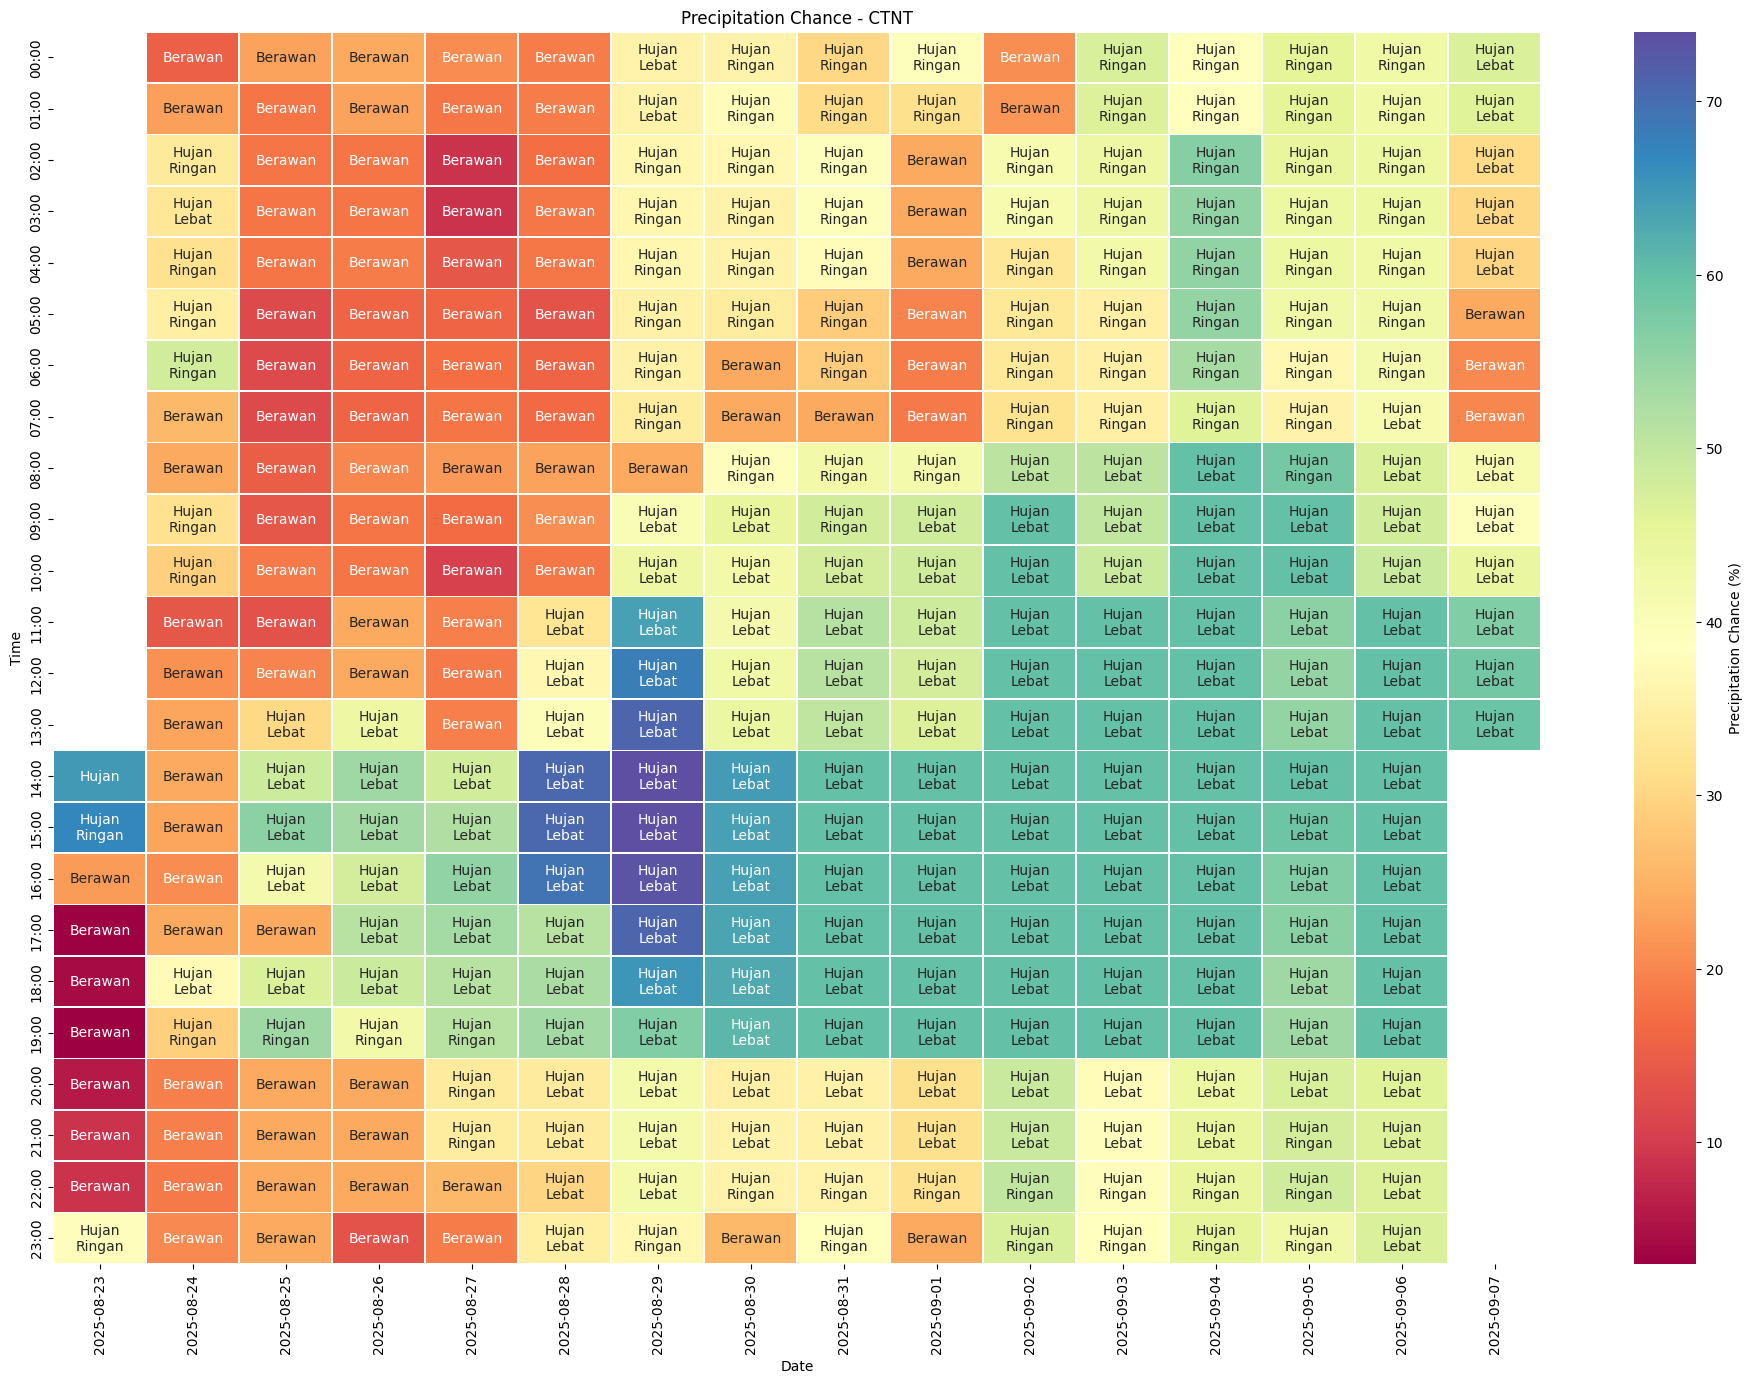 Precipitation Chance - CTNT
00:00 Berawan Berawan Berawan Berawan Berawan Hujan Lebat Hujan Ringan Hujan Ringan Hujan Ringan Berawan Hujan Ringan Hujan Ringan Hujan Ringan Hujan Ringan Hujan Lebat
01:00 Berawan Berawan Berawan Berawan Berawan Hujan Lebat Hujan Ringan Hujan Ringan Hujan Ringan Berawan Hujan Ringan Hujan Ringan Hujan Ringan Hujan Ringan Hujan Lebat
02:00 Hujan Ringan Berawan Berawan Berawan Berawan Hujan Ringan Hujan Ringan Hujan Ringan Berawan Hujan Ringan Hujan Ringan Hujan Ringan Hujan Ringan Hujan Ringan Hujan Lebat
03:00 Hujan Lebat Berawan Berawan Berawan Berawan Hujan Ringan Hujan Ringan Hujan Ringan Berawan Hujan Ringan Hujan Ringan Hujan Ringan Hujan Ringan Hujan Ringan Hujan Lebat
04:00 Hujan Ringan Berawan Berawan Berawan Berawan Hujan Ringan Hujan Ringan Hujan Ringan Berawan Hujan Ringan Hujan Ringan Hujan Ringan Hujan Ringan Hujan Ringan Hujan Lebat
05:00 Hujan Ringan Berawan Berawan Berawan Berawan Hujan Ringan Hujan Ringan Hujan Ringan Berawan Hujan Ringan Hujan Ringan Hujan Ringan Hujan Ringan Hujan Ringan Berawan
06:00 Hujan Ringan Berawan Berawan Berawan Berawan Hujan Ringan Berawan Hujan Ringan Berawan Hujan Ringan Hujan Ringan Hujan Ringan Hujan Ringan Hujan Ringan Berawan
07:00 Berawan Berawan Berawan Berawan Berawan Hujan Ringan Berawan Berawan Berawan Hujan Ringan Hujan Ringan Hujan Ringan Hujan Ringan Hujan Lebat Berawan
08:00 Berawan Berawan Berawan Berawan Berawan Berawan Hujan Ringan Hujan Ringan Hujan Ringan Hujan Lebat Hujan Lebat Hujan Lebat Hujan Ringan Hujan Lebat Hujan Lebat
09:00 Hujan Ringan Berawan Berawan Berawan Berawan Hujan Lebat Hujan Lebat Hujan Ringan Hujan Lebat Hujan Lebat Hujan Lebat Hujan Lebat Hujan Lebat Hujan Lebat Hujan Lebat
10:00 Hujan Ringan Berawan Berawan Berawan Berawan Hujan Lebat Hujan Lebat Hujan Lebat Hujan Lebat Hujan Lebat Hujan Lebat Hujan Lebat Hujan Lebat Hujan Lebat Hujan Lebat
11:00 Berawan Berawan Berawan Berawan Hujan Lebat Hujan Lebat Hujan Lebat Hujan Lebat Hujan Lebat Hujan Lebat Hujan Lebat Hujan Lebat Hujan Lebat Hujan Lebat Hujan Lebat
12:00 Berawan Berawan Berawan Berawan Hujan Lebat Hujan Lebat Hujan Lebat Hujan Lebat Hujan Lebat Hujan Lebat Hujan Lebat Hujan Lebat Hujan Lebat Hujan Lebat Hujan Lebat
13:00 Berawan Hujan Lebat Hujan Lebat Berawan Hujan Lebat Hujan Lebat Hujan Lebat Hujan Lebat Hujan Lebat Hujan Lebat Hujan Lebat Hujan Lebat Hujan Lebat Hujan Lebat Hujan Lebat
14:00 Hujan Berawan Hujan Lebat Hujan Lebat Hujan Lebat Hujan Lebat Hujan Lebat Hujan Lebat Hujan Lebat Hujan Lebat Hujan Lebat Hujan Lebat Hujan Lebat Hujan Lebat Hujan Lebat
15:00 Hujan Ringan Berawan Hujan Lebat Hujan Lebat Hujan Lebat Hujan Lebat Hujan Lebat Hujan Lebat Hujan Lebat Hujan Lebat Hujan Lebat Hujan Lebat Hujan Lebat Hujan Lebat Hujan Lebat
16:00 Berawan Berawan Hujan Lebat Hujan Lebat Hujan Lebat Hujan Lebat Hujan Lebat Hujan Lebat Hujan Lebat Hujan Lebat Hujan Lebat Hujan Lebat Hujan Lebat Hujan Lebat Hujan Lebat
17:00 Berawan Berawan Berawan Hujan Lebat Hujan Lebat Hujan Lebat Hujan Lebat Hujan Lebat Hujan Lebat Hujan Lebat Hujan Lebat Hujan Lebat Hujan Lebat Hujan Lebat Hujan Lebat
18:00 Berawan Hujan Lebat Hujan Lebat Hujan Lebat Hujan Lebat Hujan Lebat Hujan Lebat Hujan Lebat Hujan Lebat Hujan Lebat Hujan Lebat Hujan Lebat Hujan Lebat Hujan Lebat Hujan Lebat
19:00 Berawan Hujan Ringan Hujan Ringan Hujan Ringan Hujan Ringan Hujan Lebat Hujan Lebat Hujan Lebat Hujan Lebat Hujan Lebat Hujan Lebat Hujan Lebat Hujan Lebat Hujan Lebat Hujan Lebat
20:00 Berawan Berawan Berawan Berawan Hujan Ringan Hujan Lebat Hujan Lebat Hujan Lebat Hujan Lebat Hujan Lebat Hujan Lebat Hujan Lebat Hujan Lebat Hujan Lebat Hujan Lebat
21:00 Berawan Berawan Berawan Berawan Hujan Ringan Hujan Lebat Hujan Lebat Hujan Lebat Hujan Lebat Hujan Lebat Hujan Lebat Hujan Lebat Hujan Lebat Hujan Ringan Hujan Lebat
22:00 Berawan Berawan Berawan Berawan Berawan Hujan Lebat Hujan Lebat Hujan Ringan Hujan Ringan Hujan Ringan Hujan Ringan Hujan Ringan Hujan Ringan Hujan Ringan Hujan Lebat
23:00 Hujan Ringan Berawan Berawan Berawan Berawan Hujan Lebat Hujan Ringan Berawan Hujan Ringan Berawan Hujan Ringan Hujan Ringan Hujan Ringan Hujan Ringan Hujan Lebat
Time
2025-08-23 2025-08-24 2025-08-25 2025-08-26 2025-08-27 2025-08-28 2025-08-29 2025-08-30 2025-08-31 2025-09-01 2025-09-02 2025-09-03 2025-09-04 2025-09-05 2025-09-06 2025-09-07
Date
70
60
50
40
30
20
10
Precipitation Chance (%)